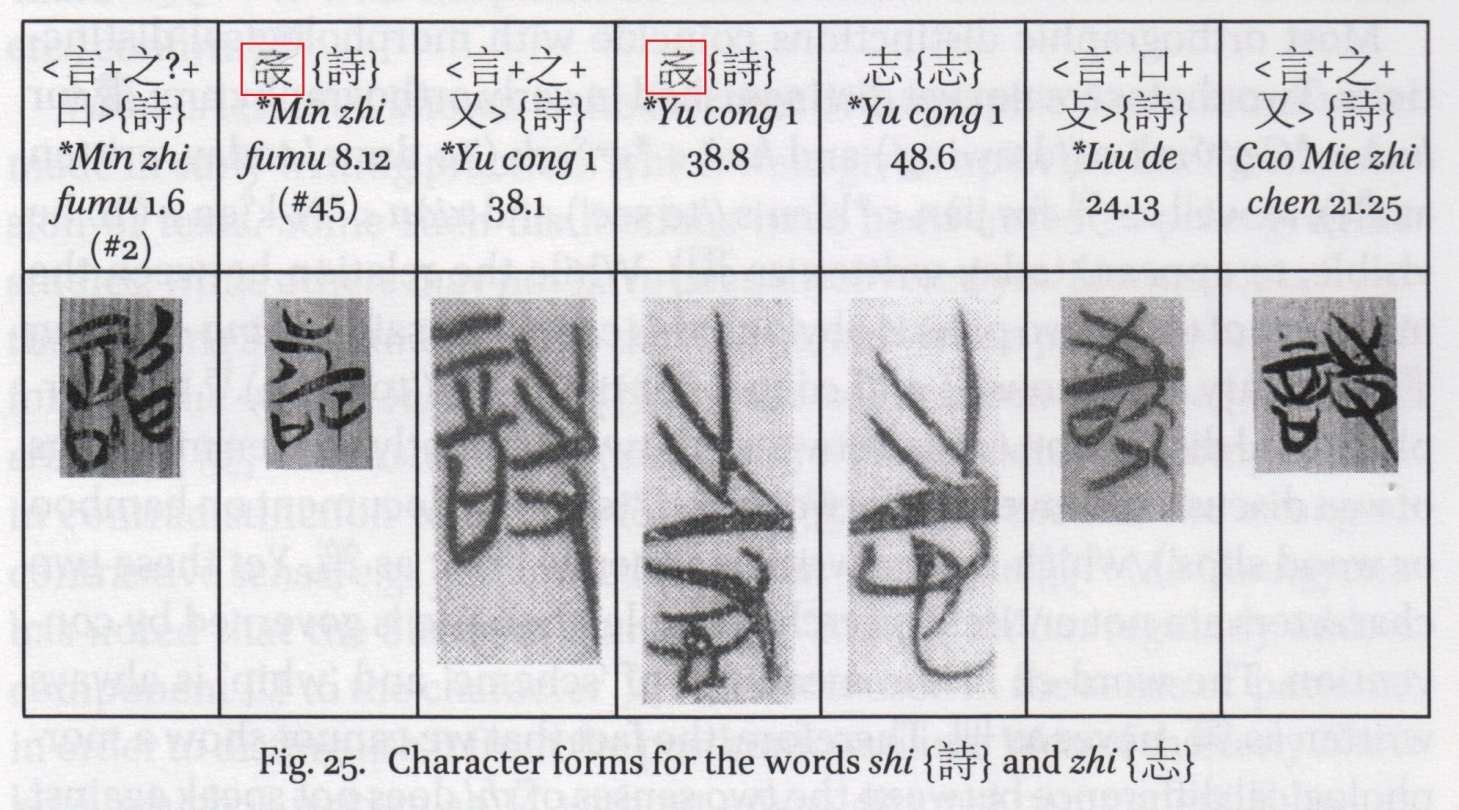 <言+之?+
曰>{詩}
*Min zhi
fumu 1.6
(#2)
{詩}
*Min zhi
fumu 8.12
(#45)
<言+之+
攵> {詩}
*Yu cong 1
38.1
{詩}
*Yu cong 1
38.8
志 {志}
*Yu cong 1
48.6
<言+口+
攴>{詩}
*Liu de
24.13
<言+之+
攵> {詩}
Cao Mie zhi
chen 21.25
Fig. 25. Character forms for the words shi {詩} and zhi {志}